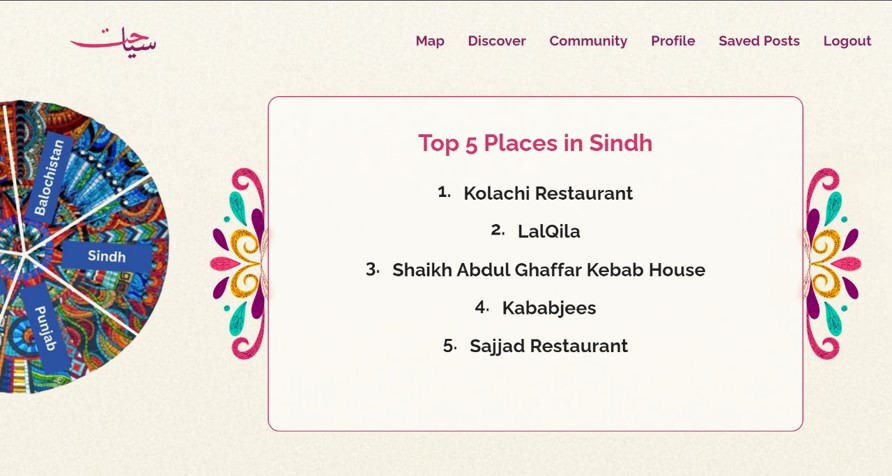 سیاحت
Map Discover Community Profile Saved Posts Logout
Balochistan
Sindh
Punjab
Top 5 Places in Sindh
1. Kolachi Restaurant
2. LalQila
3. Shaikh Abdul Ghaffar Kebab House
4. Kababjees
5. Sajjad Restaurant